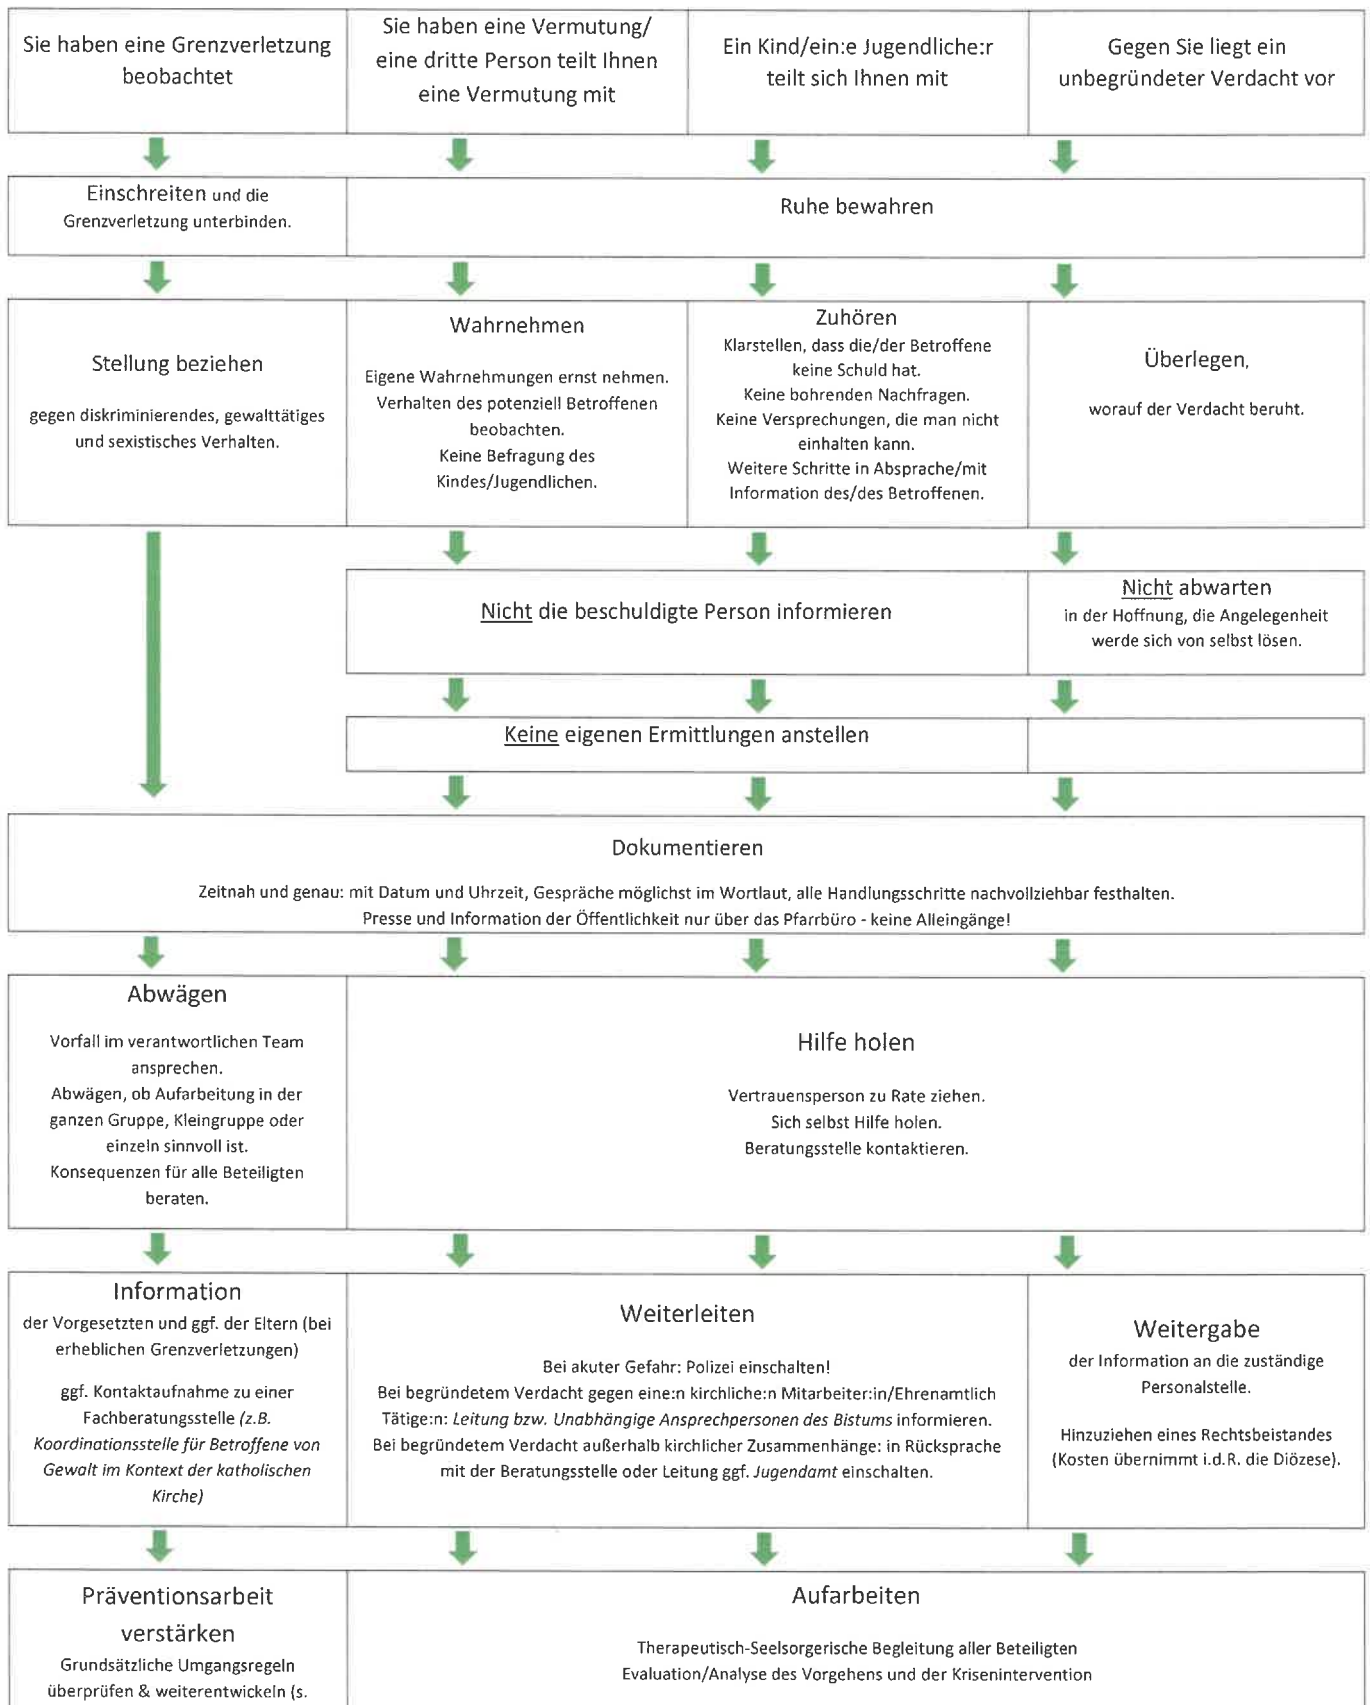 Sie haben eine Grenzverletzung
beobachtet
Sie haben eine Vermutung/
eine dritte Person teilt Ihnen
eine Vermutung mit
Ein Kind/ein:e Jugendliche:r
teilt sich Ihnen mit
Gegen Sie liegt ein
unbegründeter Verdacht vor
Einschreiten und die
Grenzverletzung unterbinden.
Ruhe bewahren
Stellung beziehen
gegen diskriminierendes, gewalttätiges
und sexistisches Verhalten.
Wahrnehmen
Eigene Wahrnehmungen ernst nehmen.
Verhalten des potenziell Betroffenen
beobachten.
Keine Befragung des
Kindes/Jugendlichen.
Zuhören
Klarstellen, dass die/der Betroffene
keine Schuld hat.
Keine bohrenden Nachfragen.
Keine Versprechungen, die man nicht
einhalten kann.
Weitere Schritte in Absprache/mit
Information des/des Betroffenen.
Überlegen,
worauf der Verdacht beruht.
Nicht die beschuldigte Person informieren
Nicht abwarten
in der Hoffnung, die Angelegenheit
werde sich von selbst lösen.
Keine eigenen Ermittlungen anstellen
Dokumentieren
Zeitnah und genau: mit Datum und Uhrzeit, Gespräche möglichst im Wortlaut, alle Handlungsschritte nachvollziehbar festhalten.
Presse und Information der Öffentlichkeit nur über das Pfarrbüro - keine Alleingänge!
Abwägen
Vorfall im verantwortlichen Team
ansprechen.
Abwägen, ob Aufarbeitung in der
ganzen Gruppe, Kleingruppe oder
einzeln sinnvoll ist.
Konsequenzen für alle Beteiligten
beraten.
Hilfe holen
Vertrauensperson zu Rate ziehen.
Sich selbst Hilfe holen.
Beratungsstelle kontaktieren.
Information
der Vorgesetzten und ggf. der Eltern (bei
erheblichen Grenzverletzungen)
ggf. Kontaktaufnahme zu einer
Fachberatungsstelle (z.B.
Koordinationsstelle für Betroffene von
Gewalt im Kontext der katholischen
Kirche)
Weiterleiten
Bei akuter Gefahr: Polizei einschalten!
Bei begründetem Verdacht gegen eine:n kirchliche:n Mitarbeiter:in/Ehrenamtlich
Tätige:n: Leitung bzw. Unabhängige Ansprechpersonen des Bistums informieren.
Bei begründetem Verdacht außerhalb kirchlicher Zusammenhänge: in Rücksprache
mit der Beratungsstelle oder Leitung ggf. Jugendamt einschalten.
Weitergabe
der Information an die zuständige
Personalstelle.
Hinzuziehen eines Rechtsbeistandes
(Kosten übernimmt i.d.R. die Diözese).
Präventionsarbeit
verstärken
Grundsätzliche Umgangsregeln
überprüfen & weiterentwickeln (s.
Aufarbeiten
Therapeutisch-Seelsorgerische Begleitung aller Beteiligten
Evaluation/Analyse des Vorgehens und der Krisenintervention